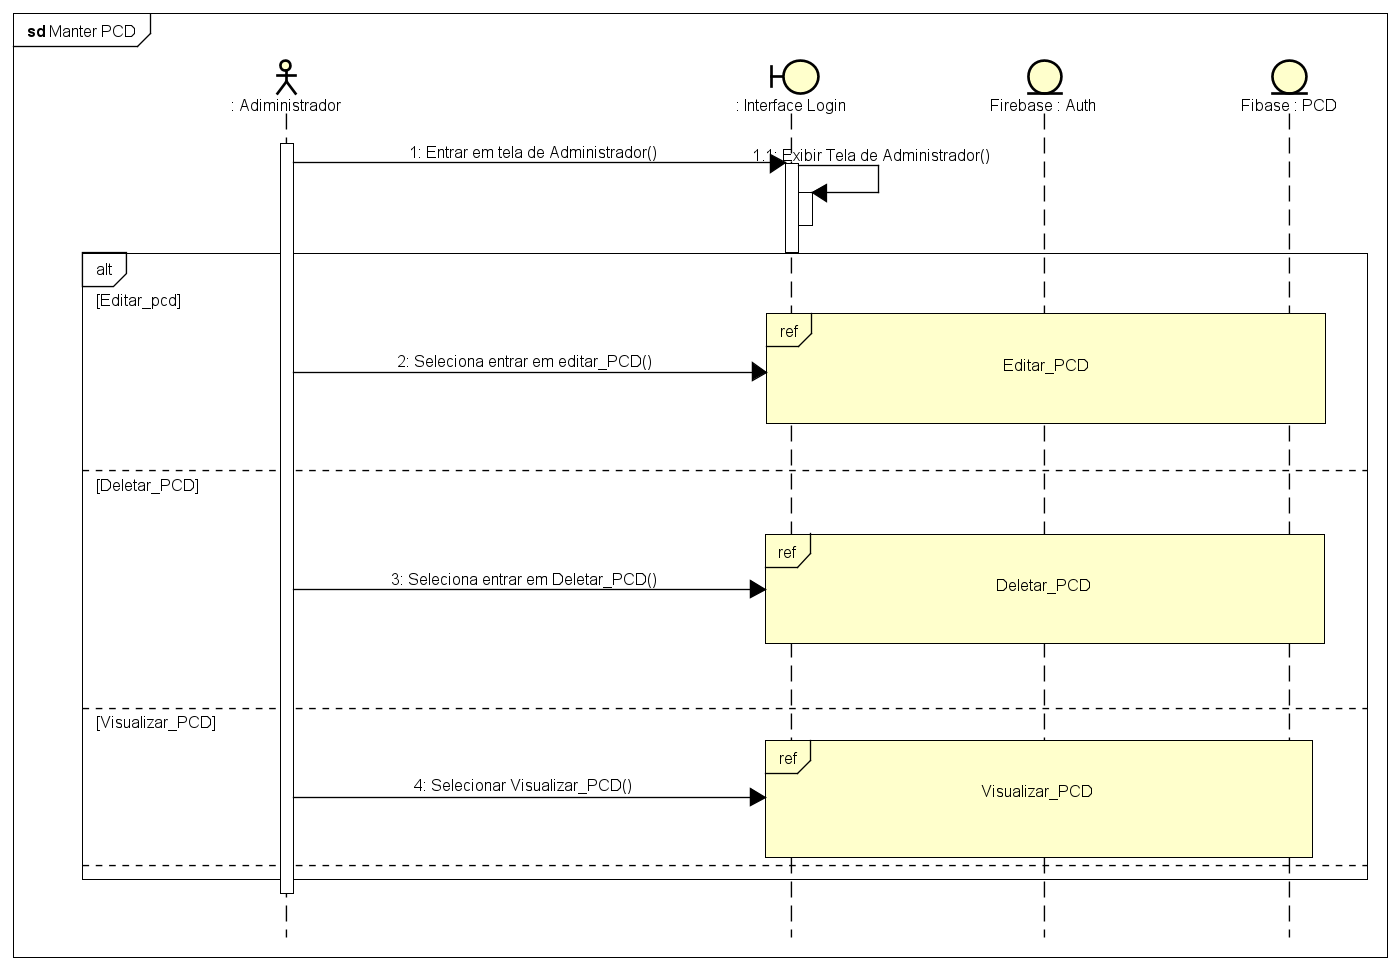 sd Manter PCD
: Adiministrador
: Interface Login
Firebase : Auth
Fibase : PCD
1: Entrar em tela de Administrador()
1.1: Exibir Tela de Administrador()
alt
[Editar_pcd]
ref
2: Seleciona entrar em editar_PCD()
Editar_PCD
[Deletar_PCD]
ref
3: Seleciona entrar em Deletar_PCD()
Deletar_PCD
[Visualizar_PCD]
ref
4: Selecionar Visualizar_PCD()
Visualizar_PCD